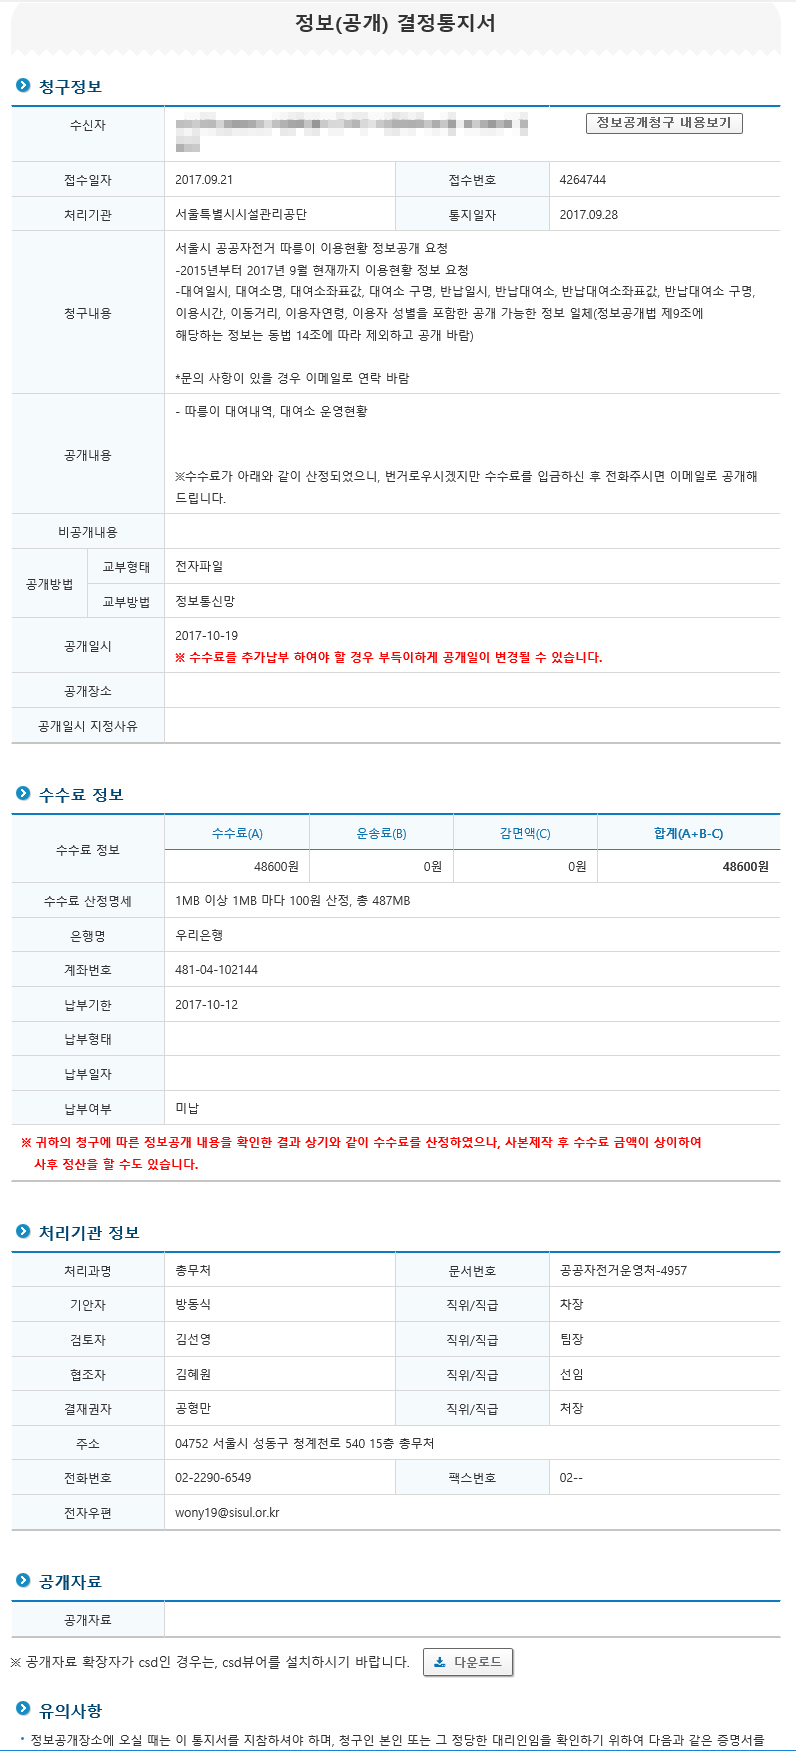 정보(공개) 결정통지서
청구정보
수신자
정보공개청구 내용보기
접수일자 2017.09.21 접수번호 4264744
처리기관 서울특별시시설관리공단 통지일자 2017.09.28
청구내용
서울시 공공자전거 따릉이 이용현황 정보공개 요청
-2015년부터 2017년 9월 현재까지 이용현황 정보 요청
-대여일시, 대여소명, 대여소좌표값, 대여소 구명, 반납일시, 반납대여소, 반납대여소좌표값, 반납대여소 구명,
이용시간, 이동거리, 이용자연령, 이용자 성별을 포함한 공개 가능한 정보 일체(정보공개법 제9조에
해당하는 정보는 동법 14조에 따라 제외하고 공개 바람)
*문의 사항이 있을 경우 이메일로 연락 바람
공개내용
- 따릉이 대여내역, 대여소 운영현황
※수수료가 아래와 같이 산정되었으니, 번거로우시겠지만 수수료를 입금하신 후 전화주시면 이메일로 공개해
드립니다.
비공개내용
공개방법
교부형태 전자파일
교부방법 정보통신망
공개일시
2017-10-19
※ 수수료를 추가납부 하여야 할 경우 부득이하게 공개일이 변경될 수 있습니다.
공개장소
공개일시 지정사유
수수료 정보
수수료 정보
수수료(A) 운송료(B) 감면액(C) 합계(A+B-C)
48600원 0원 0원 48600원
수수료 산정명세 1MB 이상 1MB 마다 100원 산정, 총 487MB
은행명 우리은행
계좌번호 481-04-102144
납부기한 2017-10-12
납부형태
납부일자
납부여부 미납
※ 귀하의 청구에 따른 정보공개 내용을 확인한 결과 상기와 같이 수수료를 산정하였으나, 사본제작 후 수수료 금액이 상이하여
사후 정산을 할 수도 있습니다.
처리기관 정보
처리과명 총무처 문서번호 공공자전거운영처-4957
기안자 방동식 직위/직급 차장
검토자 김선영 직위/직급 팀장
협조자 김혜원 직위/직급 선임
결재권자 공형만 직위/직급 처장
주소 04752 서울시 성동구 청계천로 540 15층 총무처
전화번호 02-2290-6549 팩스번호 02--
전자우편 wony19@sisul.or.kr
공개자료
공개자료
※ 공개자료 확장자가 csd인 경우는, csd뷰어를 설치하시기 바랍니다. 다운로드
유의사항
• 정보공개장소에 오실 때는 이 통지서를 지참하셔야 하며, 청구인 본인 또는 그 정당한 대리인임을 확인하기 위하여 다음과 같은 증명서를